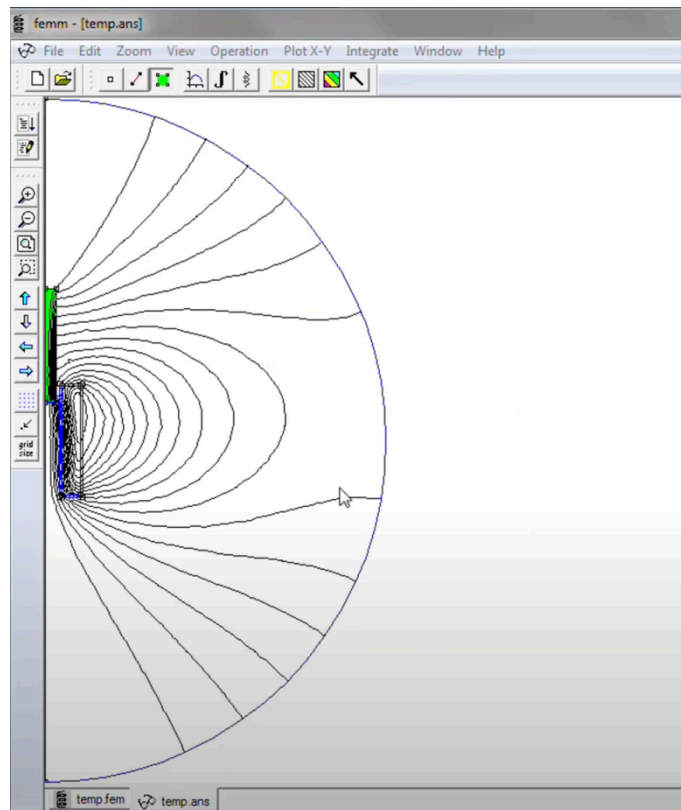 femm - [temp.ans]
File Edit Zoom View Operation Plot X-Y Integrate Window Help
grid
size
temp.fem temp.ans